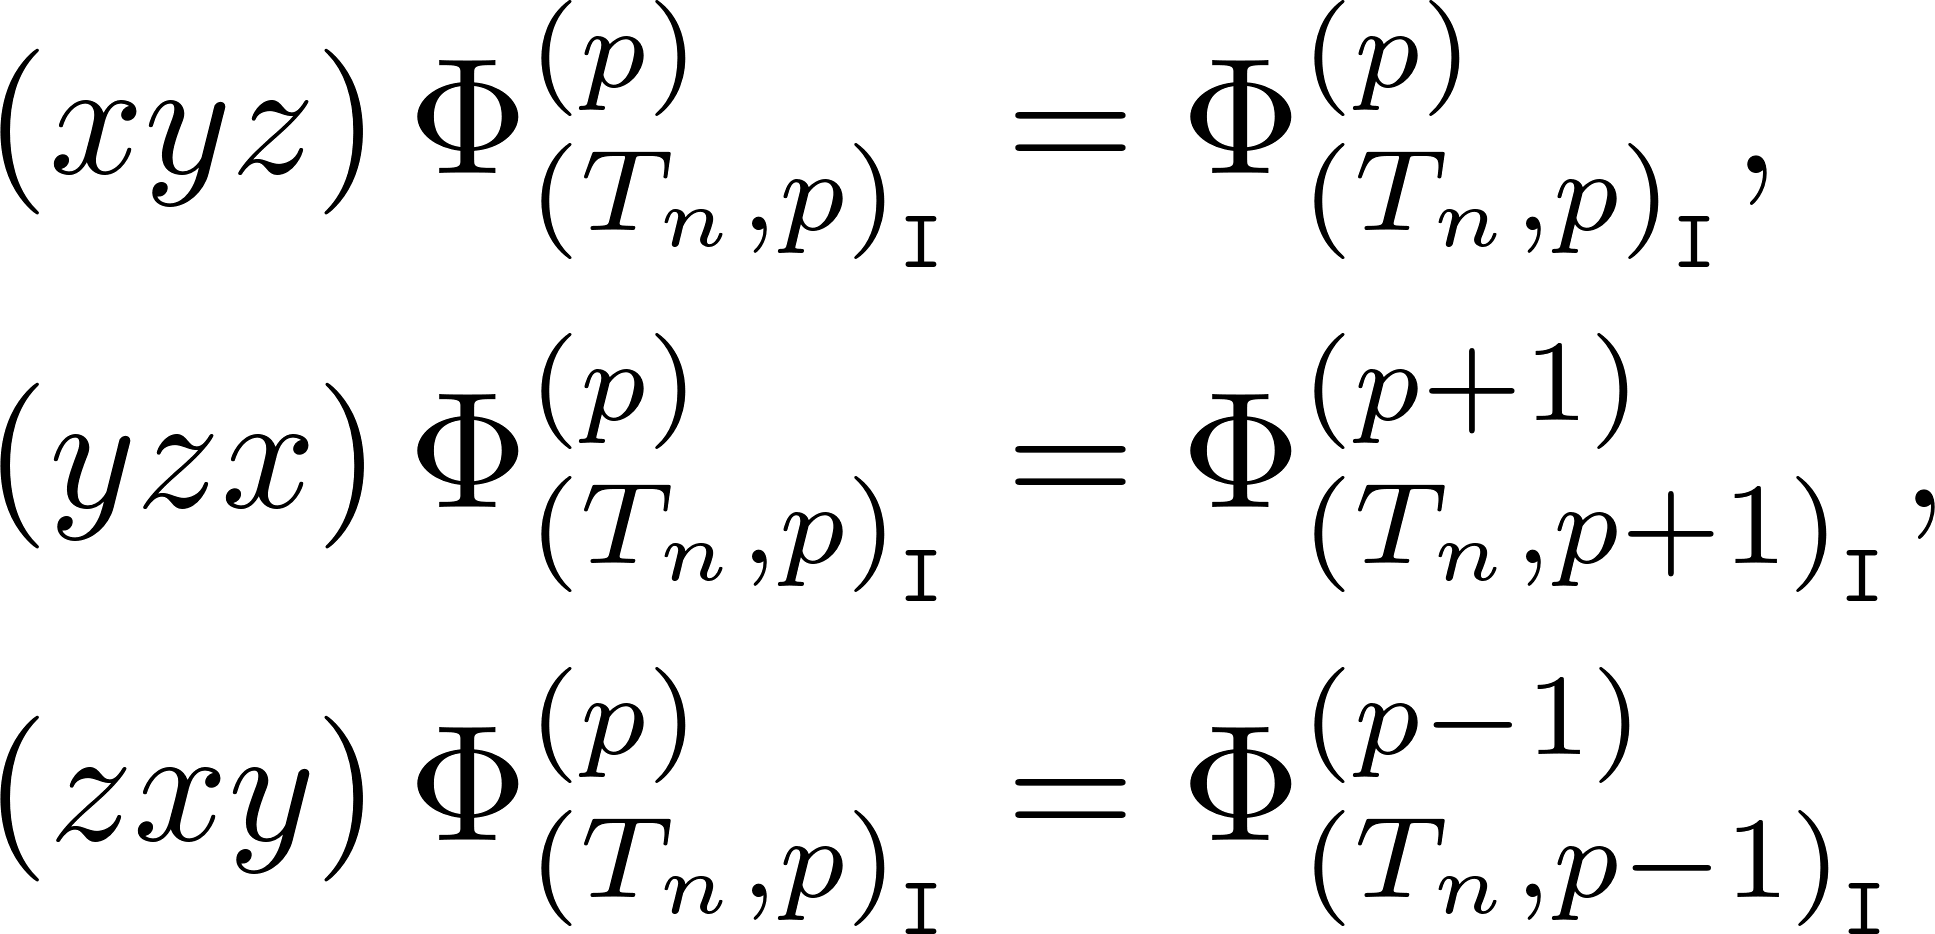 (xyz) Φ^{(p)}_{(T_n,p)_I} = Φ^{(p)}_{(T_n,p)_I} ,
(yzx) Φ^{(p)}_{(T_n,p)_I} = Φ^{(p+1)}_{(T_n,p+1)_I} ,
(zxy) Φ^{(p)}_{(T_n,p)_I} = Φ^{(p−1)}_{(T_n,p−1)_I}